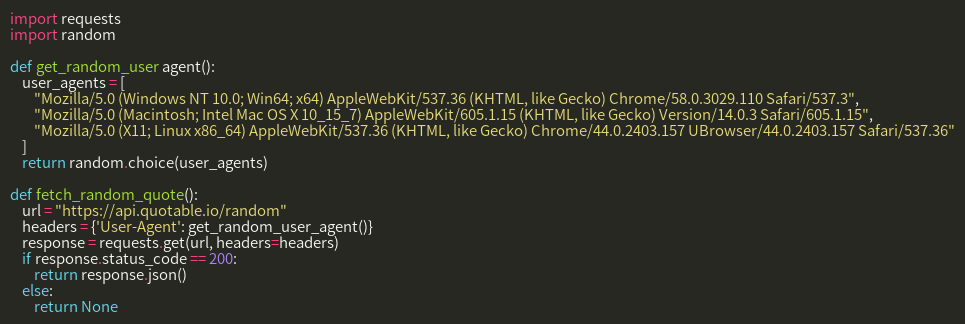 import requests
import random

def get_random_user agent():
    user_agents = [
        "Mozilla/5.0 (Windows NT 10.0; Win64; x64) AppleWebKit/537.36 (KHTML, like Gecko) Chrome/58.0.3029.110 Safari/537.3",
        "Mozilla/5.0 (Macintosh; Intel Mac OS X 10_15_7) AppleWebKit/605.1.15 (KHTML, like Gecko) Version/14.0.3 Safari/605.1.15",
        "Mozilla/5.0 (X11; Linux x86_64) AppleWebKit/537.36 (KHTML, like Gecko) Chrome/44.0.2403.157 UBrowser/44.0.2403.157 Safari/537.36"
    ]
    return random.choice(user_agents)

def fetch_random_quote():
    url = "https://api.quotable.io/random"
    headers = {'User-Agent': get_random_user_agent()}
    response = requests.get(url, headers=headers)
    if response.status_code == 200:
        return response.json()
    else:
        return None